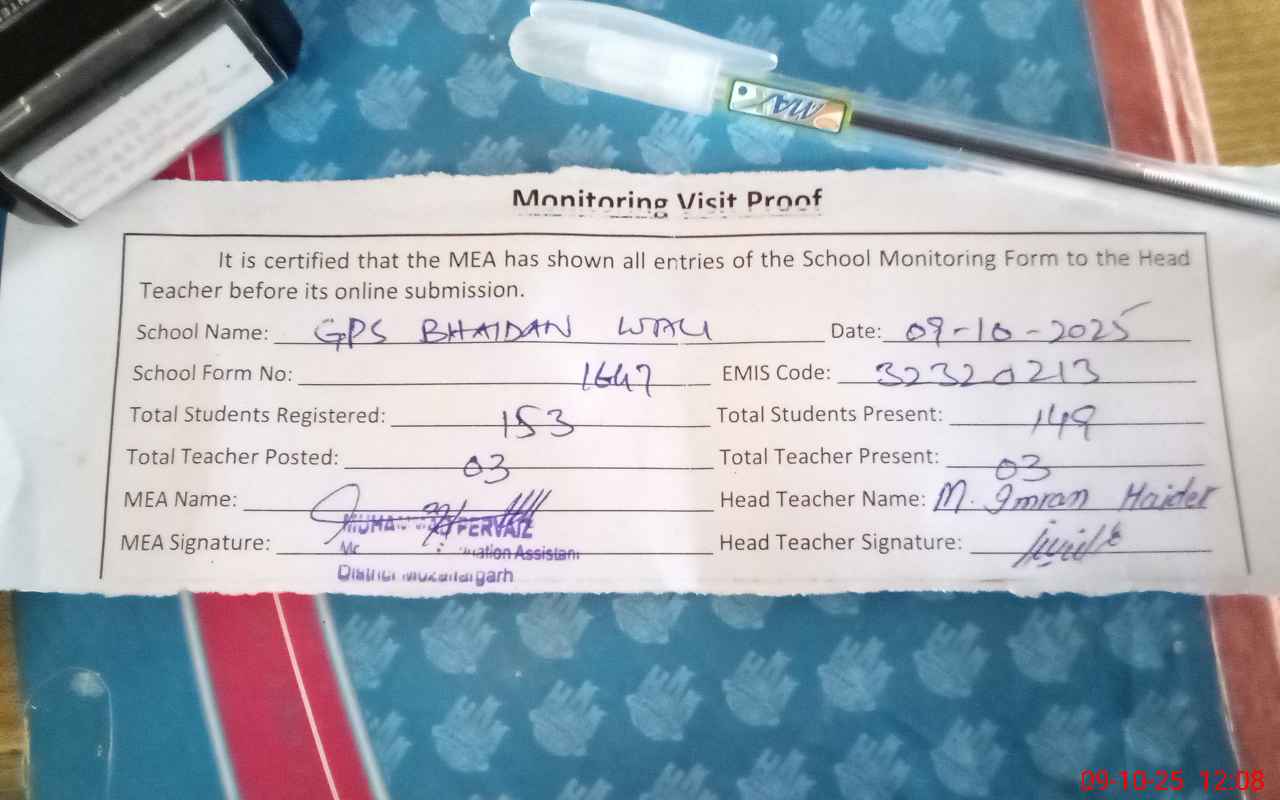 Monitoring Visit Proof
It is certified that the MEA has shown all entries of the School Monitoring Form to the Head
Teacher before its online submission.
School Name: GPS BHAIDAN WALI Date: 09-10-2025
School Form No: 1647 EMIS Code: 32320213
Total Students Registered: 153 Total Students Present: 149
Total Teacher Posted: 03 Total Teacher Present: 03
MEA Name: Head Teacher Name: M. Imran Haider
PERVAIZ
MEA Signature: Head Teacher Signature:
Assistant
District Muzaffargarh
09-10-25 12:08